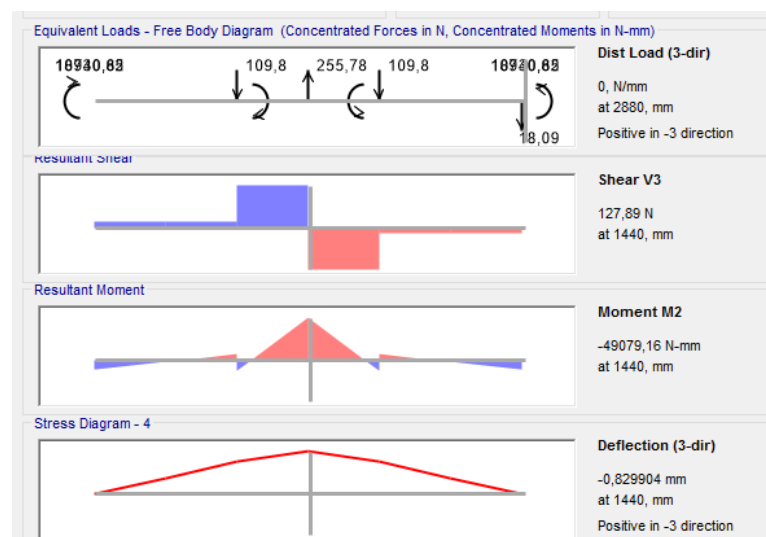 Equivalent Loads - Free Body Diagram (Concentrated Forces in N, Concentrated Moments in N-mm)
109,8 255,78 109,8
18,09
Dist Load (3-dir)
0, N/mm
at 2880, mm
Positive in -3 direction
Resultant Shear
Shear V3
127,89 N
at 1440, mm
Resultant Moment
Moment M2
-49079,16 N-mm
at 1440, mm
Stress Diagram - 4
Deflection (3-dir)
-0,829904 mm
at 1440, mm
Positive in -3 direction